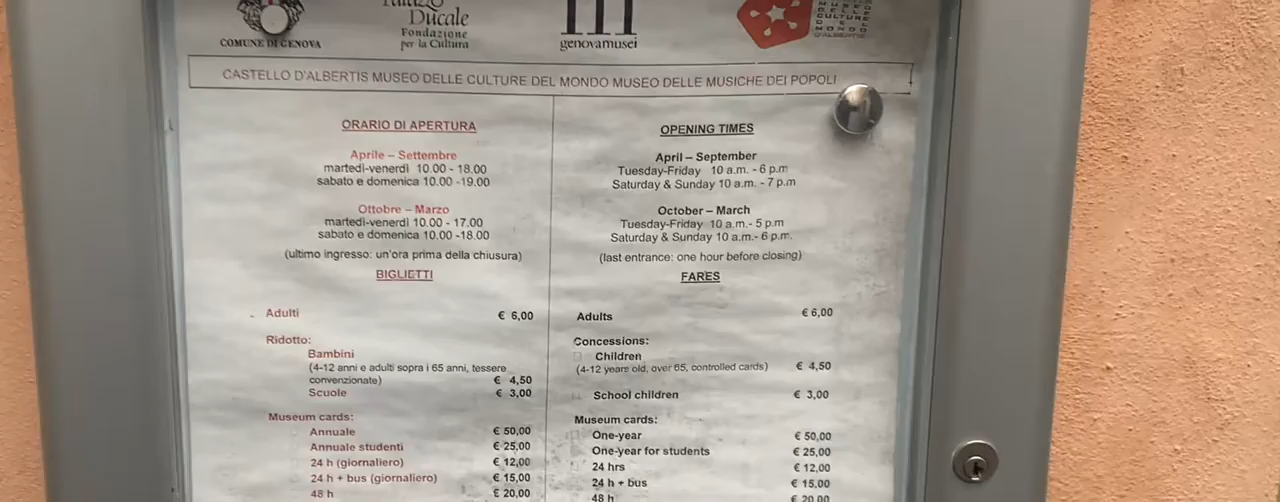 Palazzo
Ducale
Fondazione
per la Cultura
COMUNE DI GENOVA
genovamusei
CULTURE
MONDO
D'ALBERTIS
CASTELLO D'ALBERTIS MUSEO DELLE CULTURE DEL MONDO MUSEO DELLE MUSICHE DEI POPOLI
ORARIO DI APERTURA
Aprile – Settembre
martedì-venerdì 10.00 - 18.00
sabato e domenica 10.00 -19.00
Ottobre – Marzo
martedì-venerdì 10.00 - 17.00
sabato e domenica 10.00 -18.00
(ultimo ingresso: un'ora prima della chiusura)
BIGLIETTI
Adulti € 6,00
Ridotto:
Bambini
(4-12 anni e adulti sopra i 65 anni, tessere
convenzionate) € 4,50
Scuole € 3,00
Museum cards:
Annuale € 50,00
Annuale studenti € 25,00
24 h (giornaliero) € 12,00
24 h + bus (giornaliero) € 15,00
48 h € 20,00
OPENING TIMES
April – September
Tuesday-Friday 10 a.m. - 6 p.m
Saturday & Sunday 10 a.m. - 7 p.m
October – March
Tuesday-Friday 10 a.m.- 5 p.m
Saturday & Sunday 10 a.m.- 6 p.m.
(last entrance: one hour before closing)
FARES
Adults € 6,00
Concessions:
Children
(4-12 years old, over 65, controlled cards) € 4,50
School children € 3,00
Museum cards:
One-year € 50,00
One-year for students € 25,00
24 hrs € 12,00
24 h + bus € 15,00
48 h € 20,00